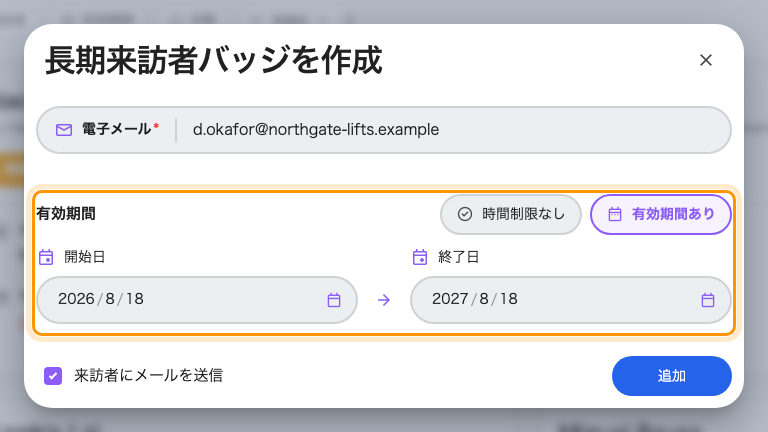 長期来訪者バッジを作成
電子メール* d.okafor@northgate-lifts.example
有効期間 時間制限なし 有効期間あり
開始日 終了日
2026/8/18 2027/8/18
来訪者にメールを送信 追加